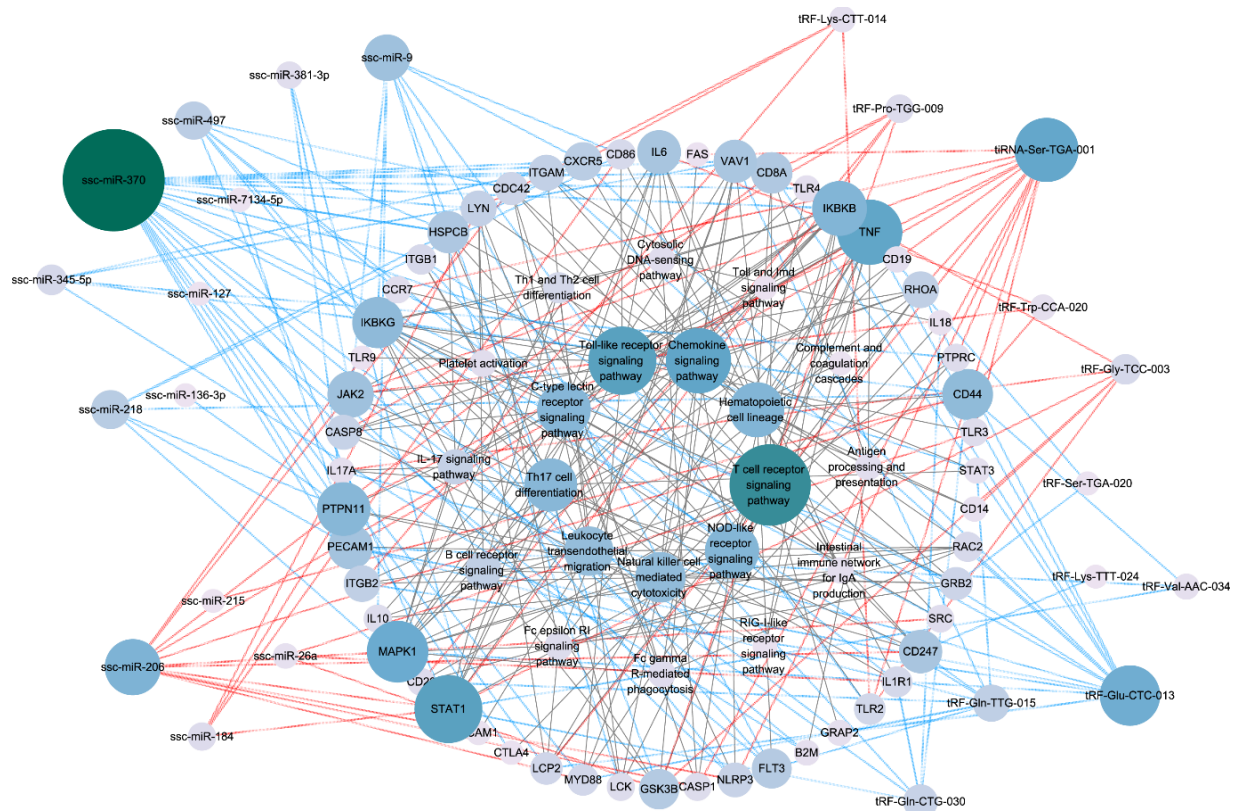 tRF-Lys-CTT-014
ssc-miR-9
ssc-miR-381-3p
tRF-Pro-TGG-009
ssc-miR-497
tiRNA-Ser-TGA-001
CXCR5
CD86
IL6
FAS
VAV1
ITGAM
CD8A
TLR4
ssc-miR-370
CDC42
ssc-miR-7134-5p
LYN
IKBKB
HSPCB
TNF
Cytosolic
DNA-sensing
pathway
CD19
ITGB1
Toll and Imd
signaling
pathway
Th1 and Th2 cell
differentiation
ssc-miR-345-5p
CCR7
RHOA
ssc-miR-127
tRF-Trp-CCA-020
IKBKG
IL18
Toll-like receptor
signaling
pathway
Chemokine
signaling
pathway
TLR9
Platelet activation
Complement and
coagulation
cascades
PTPRC
tRF-Gly-TCC-003
ssc-miR-136-3p
JAK2
C-type lectin
receptor
signaling
pathway
Hematopoietic
cell lineage
CD44
ssc-miR-218
CASP8
TLR3
IL17A
IL-17 signaling
pathway
T cell receptor
signaling
pathway
Antigen
processing and
presentation
STAT3
tRF-Ser-TGA-020
Th17 cell
differentiation
PTPN11
CD14
PECAM1
Leukocyte
transendothelial
migration
NOD-like
receptor
signaling
pathway
RAC2
B cell receptor
signaling
pathway
Natural killer cell
mediated
cytotoxicity
Intestinal
immune network
for IgA
production
ITGB2
GRB2
tRF-Lys-TTT-024
tRF-Val-AAC-034
ssc-miR-215
IL10
SRC
Fc epsilon RI
signaling
pathway
RIG-I-like
receptor
signaling
pathway
ssc-miR-206
ssc-miR-26a
MAPK1
CD247
Fc gamma
R-mediated
phagocytosis
IL1R1
tRF-Glu-CTC-013
tRF-Gln-TTG-015
STAT1
TLR2
ssc-miR-184
GRAP2
CTLA4
B2M
LCP2
FLT3
MYD88
LCK
GSK3B
CASP1
NLRP3
tRF-Gln-CTG-030